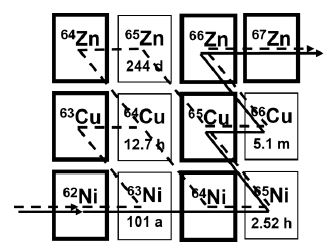 64Zn 65Zn 66Zn 67Zn
244 d
63Cu 64Cu 65Cu 66Cu
12.7 h 5.1 m
62Ni 63Ni 64Ni 65Ni
101 a 2.52 h